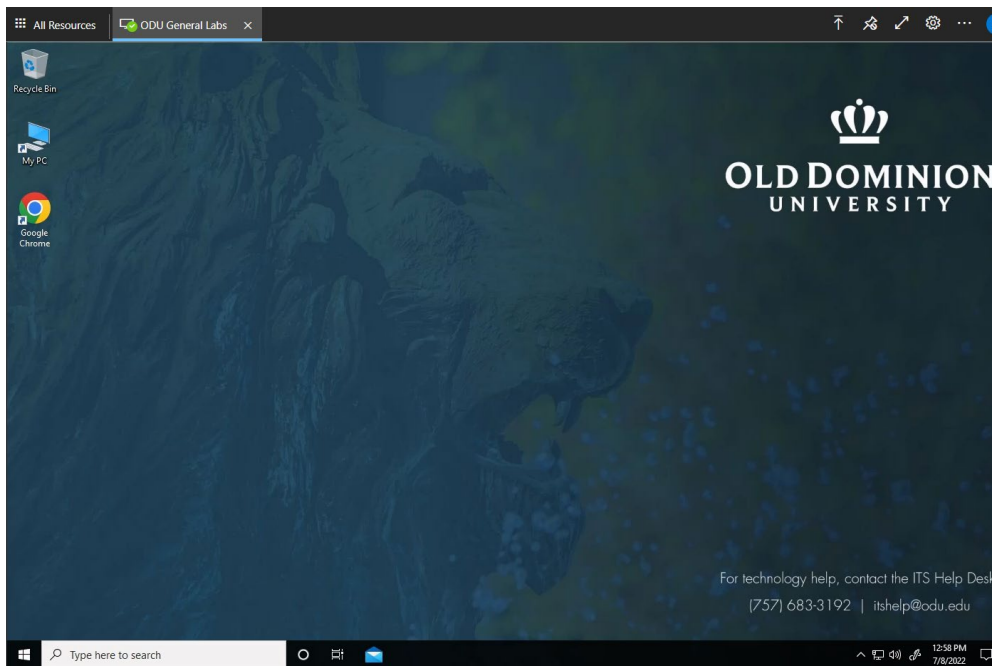 All Resources
ODU General Labs
Recycle Bin
My PC
Google
Chrome
OLD DOMINION
UNIVERSITY
For technology help, contact the ITS Help Desk
(757) 683-3192 | itshelp@odu.edu
Type here to search
12:58 PM
7/8/2022